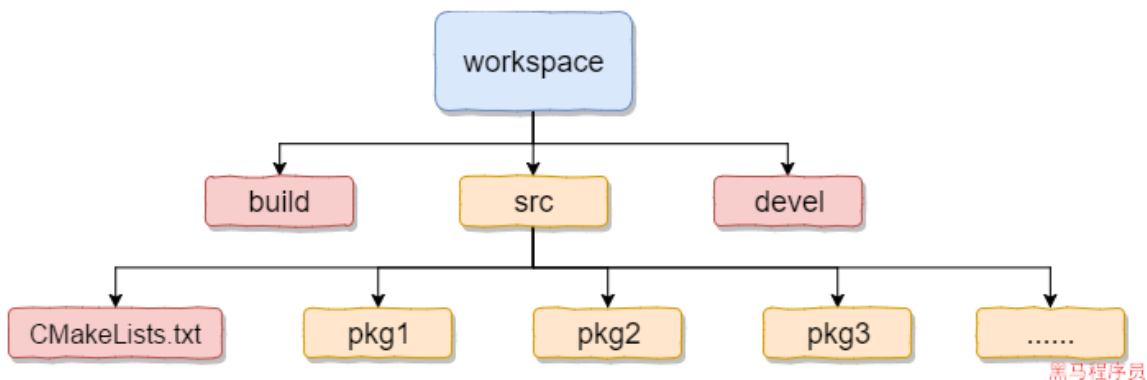 workspace
build
src
devel
CMakeLists.txt
pkg1
pkg2
pkg3
......
黑马程序员